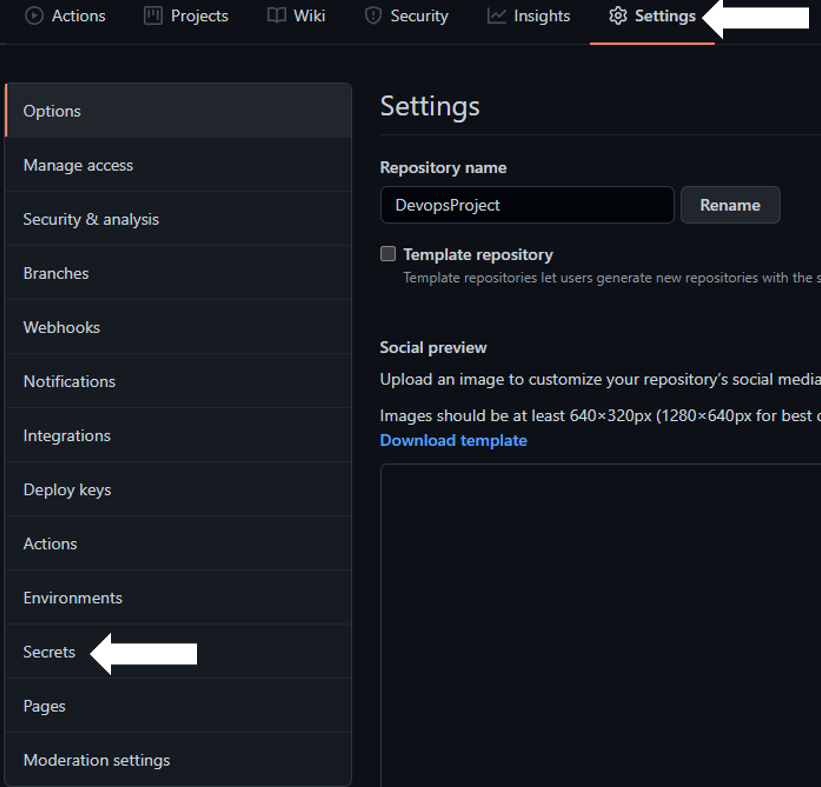 Actions Projects Wiki Security Insights Settings
Options
Manage access
Security & analysis
Branches
Webhooks
Notifications
Integrations
Deploy keys
Actions
Environments
Secrets
Pages
Moderation settings
Settings
Repository name
DevopsProject Rename
Template repository
Template repositories let users generate new repositories with the s
Social preview
Upload an image to customize your repository’s social media
Images should be at least 640×320px (1280×640px for best
Download template